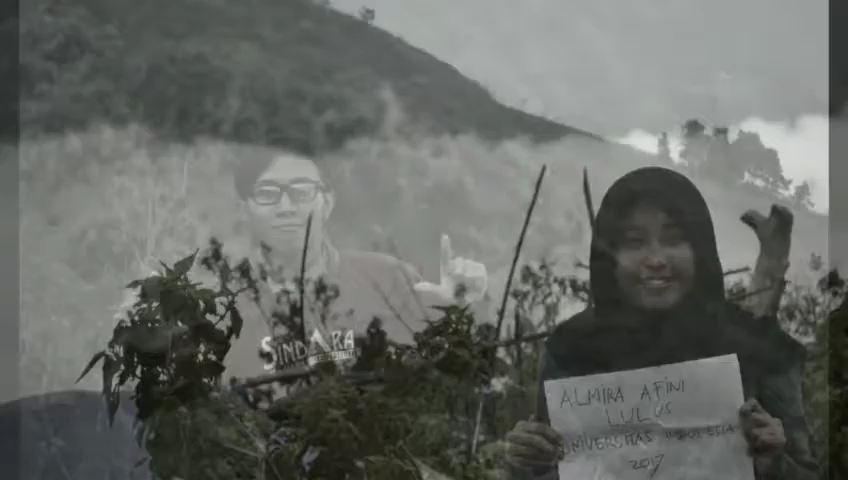 SINDARA
ALMIRA AFINI
LULUS
UNIVERSITAS INDONESIA
2017